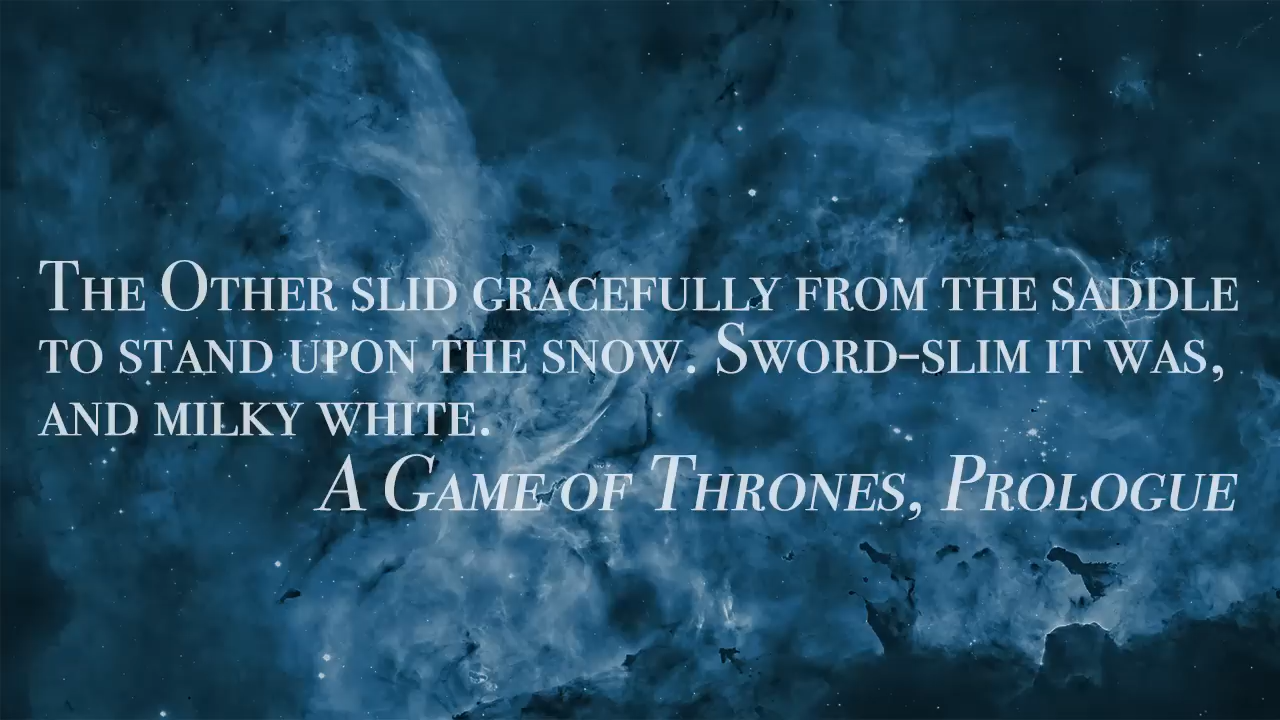 The Other slid gracefully from the saddle
to stand upon the snow. Sword-slim it was,
and milky white.
A Game of Thrones, Prologue